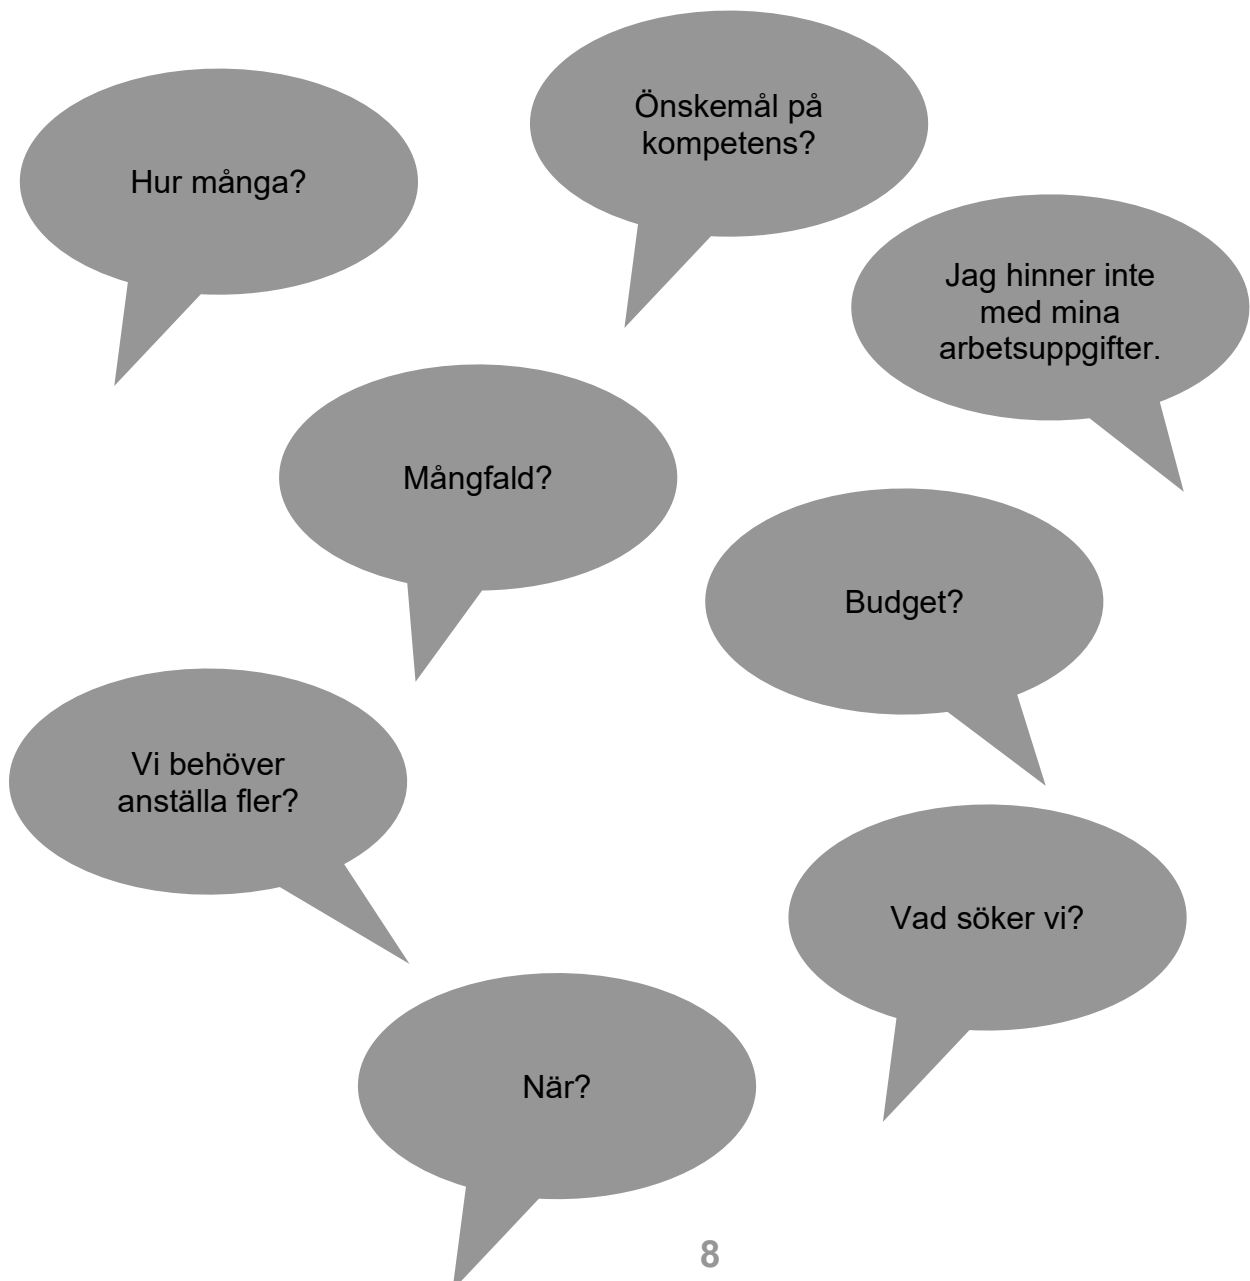 Önskemål på
kompetens?
Hur många?
Jag hinner inte
med mina
arbetsuppgifter.
Mångfald?
Budget?
Vi behöver
anställa fler?
Vad söker vi?
När?
8